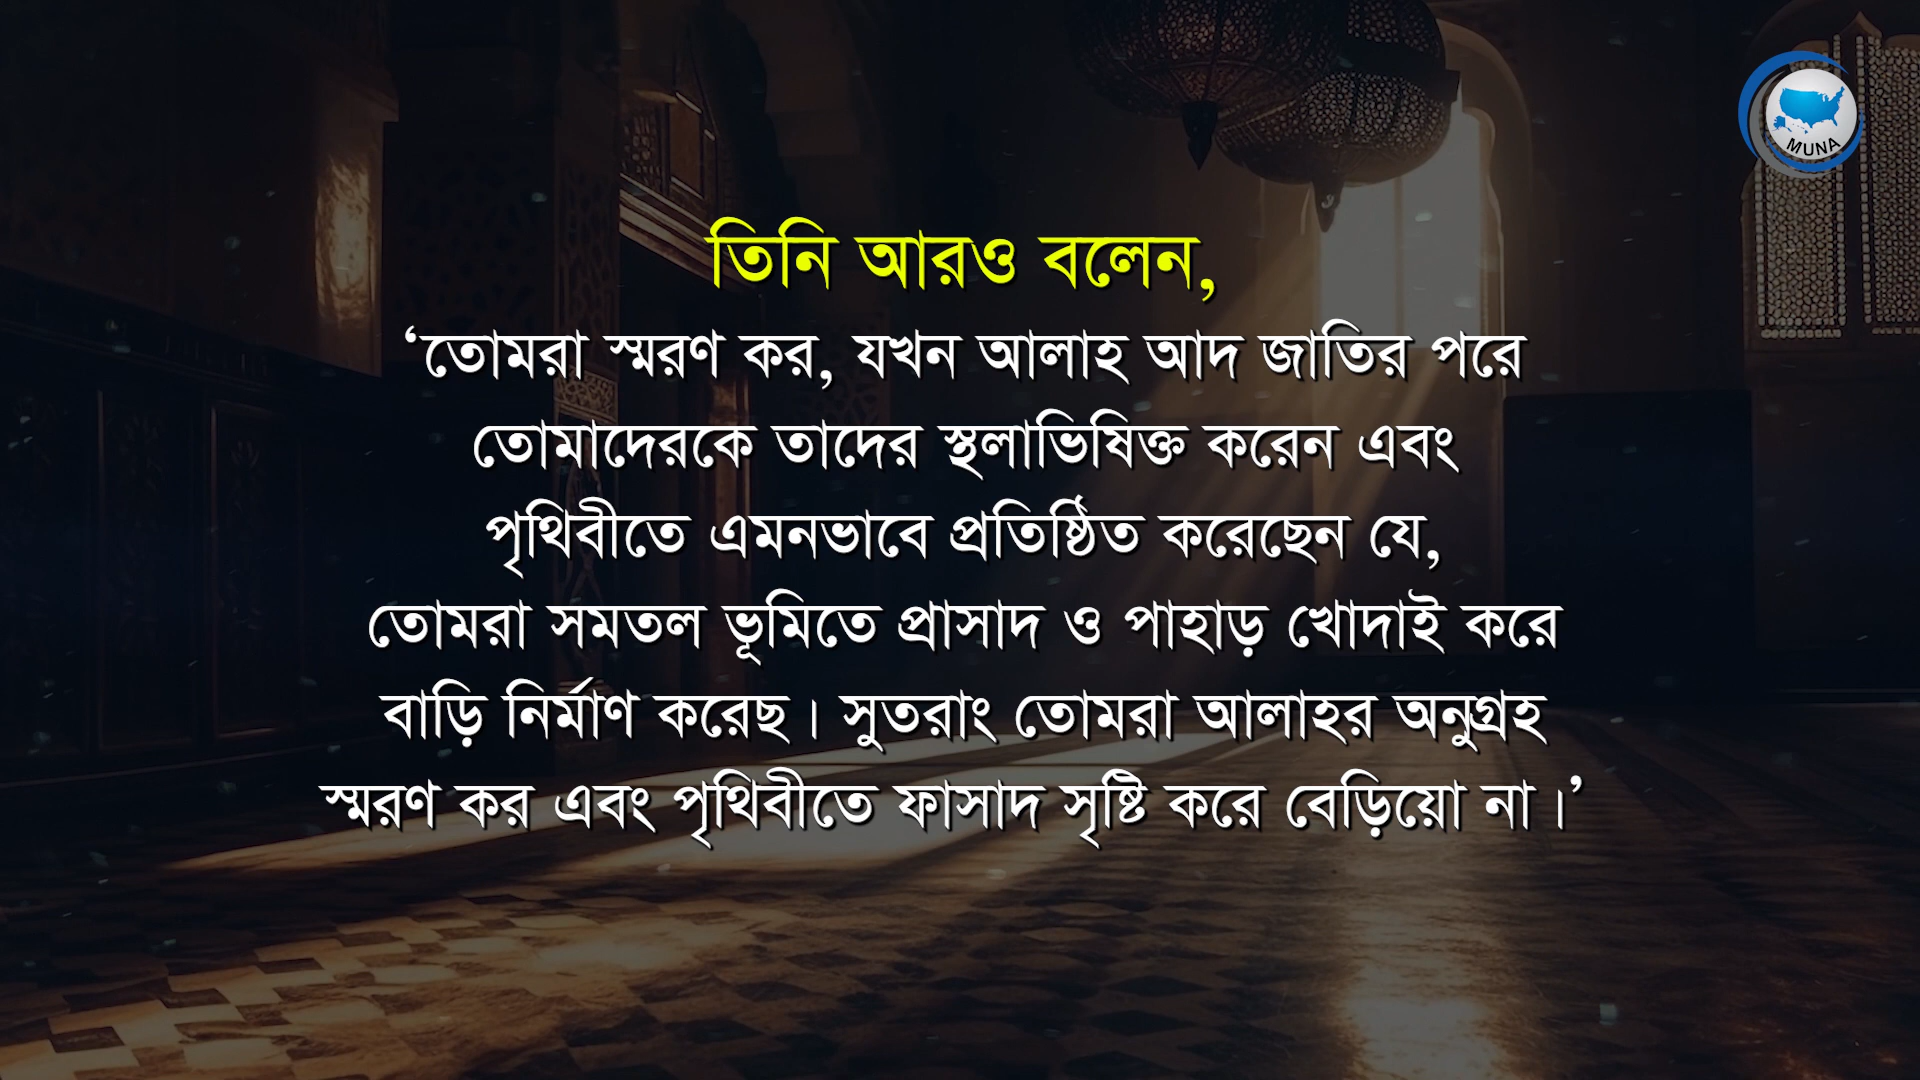 MUNA
তিনি আরও বলেন,
‘তোমরা স্মরণ কর, যখন আলাহ আদ জাতির পরে
তোমাদেরকে তাদের স্থলাভিষিক্ত করেন এবং
পৃথিবীতে এমনভাবে প্রতিষ্ঠিত করেছেন যে,
তোমরা সমতল ভূমিতে প্রাসাদ ও পাহাড় খোদাই করে
বাড়ি নির্মাণ করেছ। সুতরাং তোমরা আলাহর অনুগ্রহ
স্মরণ কর এবং পৃথিবীতে ফাসাদ সৃষ্টি করে বেড়িয়ো না।’